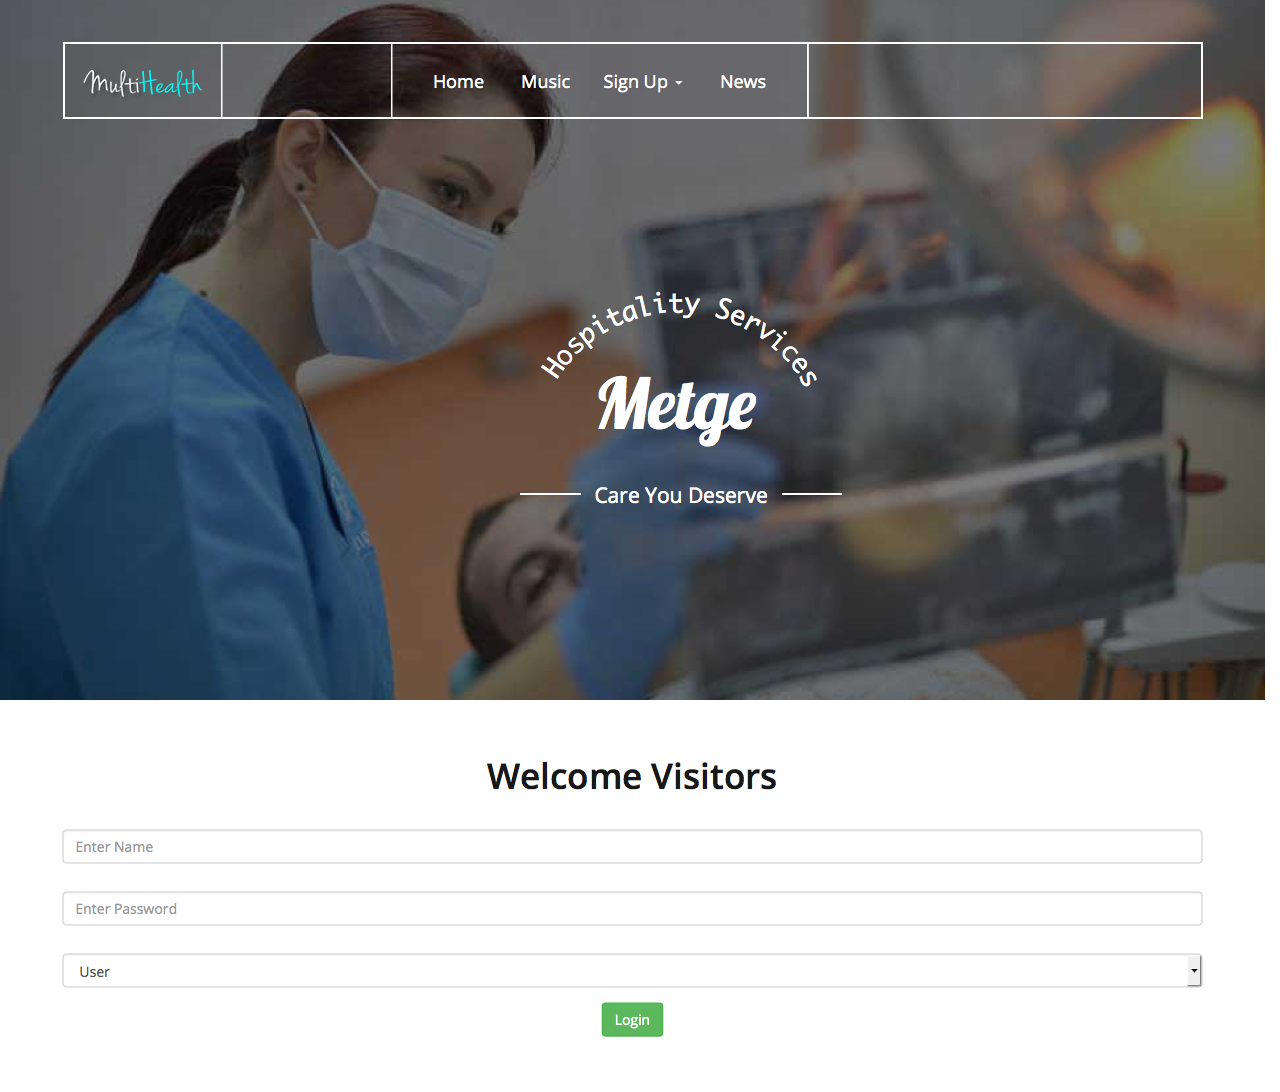 MultiHealth
Home Music Sign Up News
Hospitality Services
Metge
Care You Deserve
Welcome Visitors
Enter Name
Enter Password
User
Login